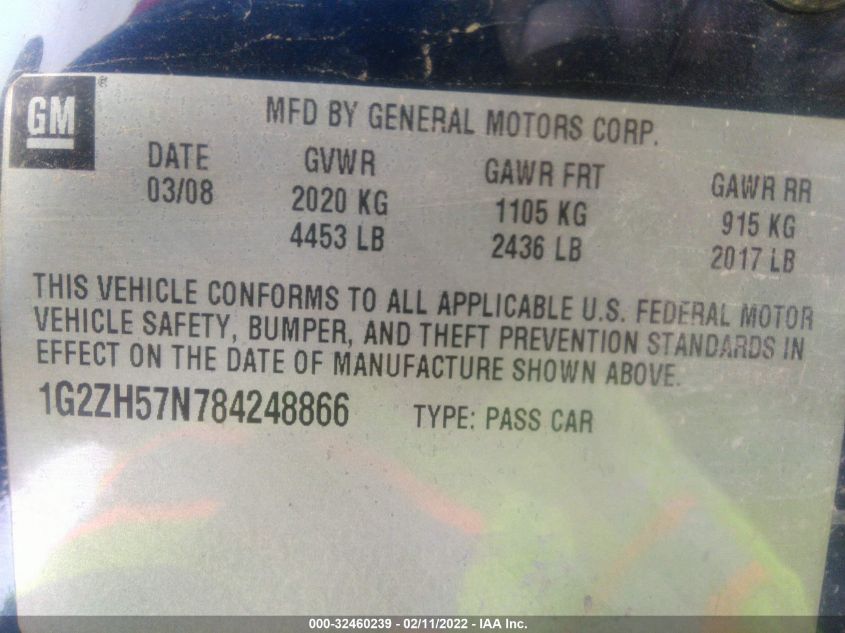 GM ®
MFD BY GENERAL MOTORS CORP.
DATE GVWR GAWR FRT GAWR RR
03/08 2020 KG 1105 KG 915 KG
4453 LB 2436 LB 2017 LB
THIS VEHICLE CONFORMS TO ALL APPLICABLE U.S. FEDERAL MOTOR
VEHICLE SAFETY, BUMPER, AND THEFT PREVENTION STANDARDS IN
EFFECT ON THE DATE OF MANUFACTURE SHOWN ABOVE.
1G2ZH57N784248866 TYPE: PASS CAR
000-32460239 - 02/11/2022 - IAA Inc.